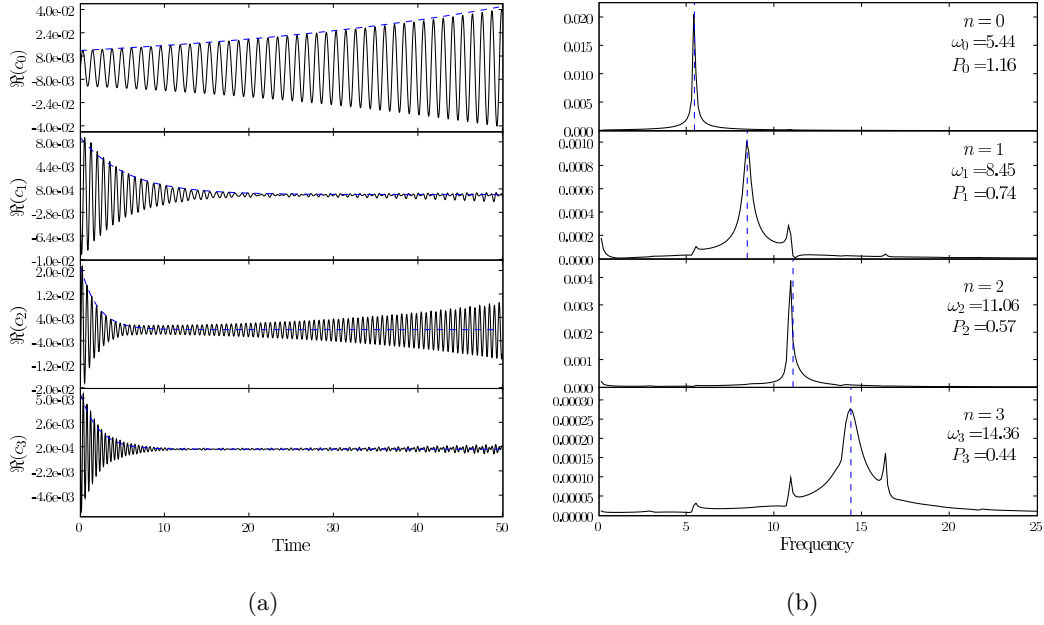 4.0e-02
2.4e-02
8.0e-03
-8.0e-03
-2.4e-02
-4.0e-02
ℜ(c₀)
8.0e-03
4.4e-03
8.0e-04
-2.8e-03
-6.4e-03
-1.0e-02
ℜ(c₁)
2.0e-02
1.2e-02
4.0e-03
-4.0e-03
-1.2e-02
-2.0e-02
ℜ(c₂)
5.0e-03
2.6e-03
2.0e-04
-2.2e-03
-4.6e-03
ℜ(c₃)
0 10 20 30 40 50
Time
(a)
0.020
0.015
0.010
0.005
0.000
n = 0
ω₀=5.44
P₀=1.16
0.0010
0.0008
0.0006
0.0004
0.0002
0.0000
n = 1
ω₁=8.45
P₁=0.74
0.004
0.003
0.002
0.001
0.000
n = 2
ω₂=11.06
P₂=0.57
0.00030
0.00025
0.00020
0.00015
0.00010
0.00005
0.00000
n = 3
ω₃=14.36
P₃=0.44
0 5 10 15 20 25
Frequency
(b)